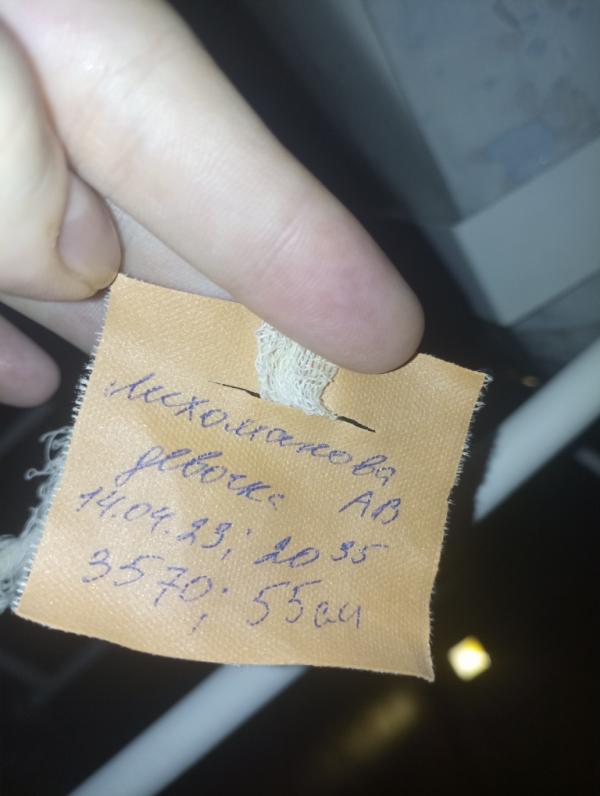 Лихоманова
девочка АВ
14.04.23; 20 35
3570; 55см